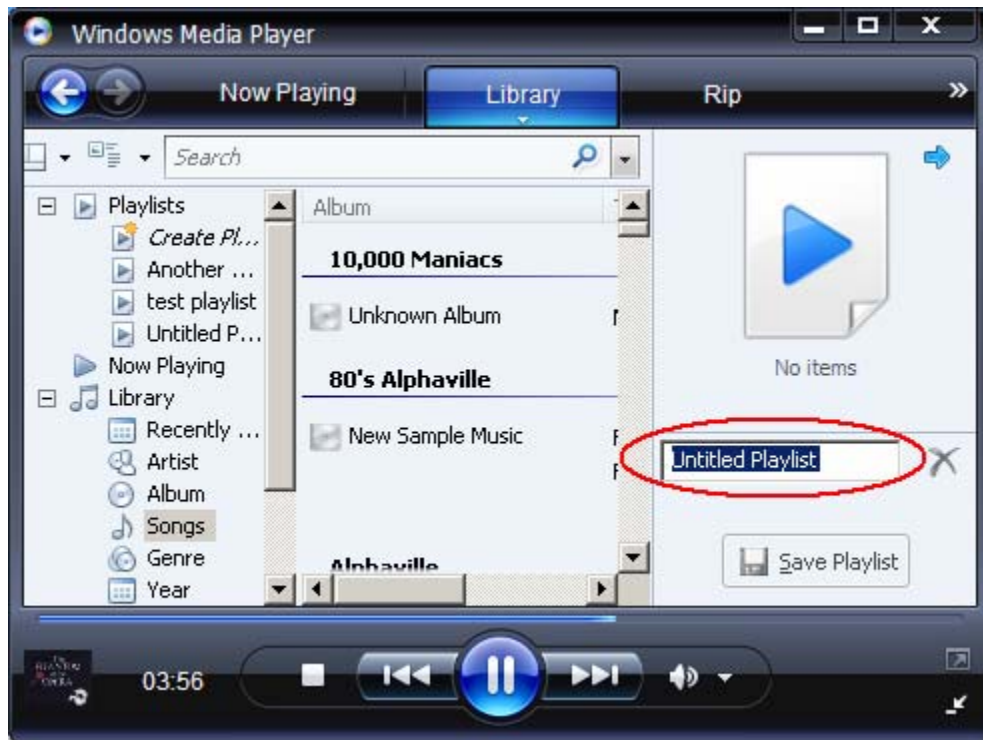 Windows Media Player
Now Playing Library Rip »
Search
Playlists
Create Pl...
Another ...
test playlist
Untitled P...
Now Playing
Library
Recently ...
Artist
Album
Songs
Genre
Year
Album
10,000 Maniacs
Unknown Album
80's Alphaville
New Sample Music
Alphaville
No items
Untitled Playlist
Save Playlist
03:56